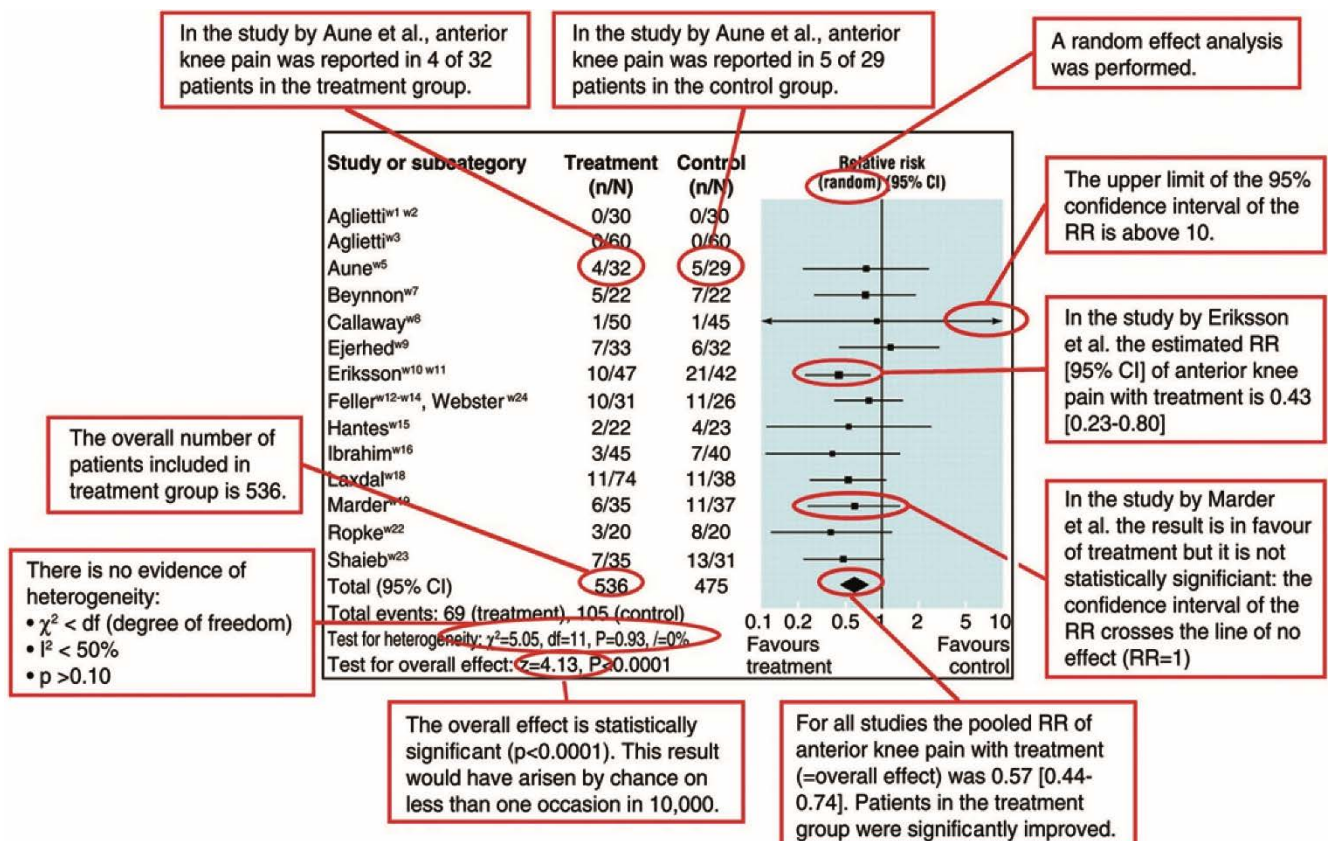 In the study by Aune et al., anterior
knee pain was reported in 4 of 32
patients in the treatment group.
In the study by Aune et al., anterior
knee pain was reported in 5 of 29
patients in the control group.
A random effect analysis
was performed.
Study or subcategory Treatment Control Relative risk
(n/N) (n/N) (random) (95% CI)
Aglietti w1 w2 0/30 0/30
Aglietti w3 0/60 0/60
Aune w5 4/32 5/29
Beynnon w7 5/22 7/22
Callaway w8 1/50 1/45
Ejerhed w9 7/33 6/32
Eriksson w10 w11 10/47 21/42
Feller w12-w14, Webster w24 10/31 11/26
Hantes w15 2/22 4/23
Ibrahim w16 3/45 7/40
Laxdal w18 11/74 11/38
Marder 6/35 11/37
Ropke w22 3/20 8/20
Shaieb w23 7/35 13/31
Total (95% CI) 536 475
Total events: 69 (treatment), 105 (control)
Test for heterogeneity: χ²=5.05, df=11, P=0.93, I=0%
Test for overall effect: z=4.13, P<0.0001
0.1 0.2 0.5 1 2 5 10
Favours Favours
treatment control
The upper limit of the 95%
confidence interval of the
RR is above 10.
In the study by Eriksson
et al. the estimated RR
[95% CI] of anterior knee
pain with treatment is 0.43
[0.23-0.80]
In the study by Marder
et al. the result is in favour
of treatment but it is not
statistically significiant: the
confidence interval of the
RR crosses the line of no
effect (RR=1)
The overall number of
patients included in
treatment group is 536.
There is no evidence of
heterogeneity:
• χ² < df (degree of freedom)
• I² < 50%
• p >0.10
The overall effect is statistically
significant (p<0.0001). This result
would have arisen by chance on
less than one occasion in 10,000.
For all studies the pooled RR of
anterior knee pain with treatment
(=overall effect) was 0.57 [0.44-
0.74]. Patients in the treatment
group were significantly improved.